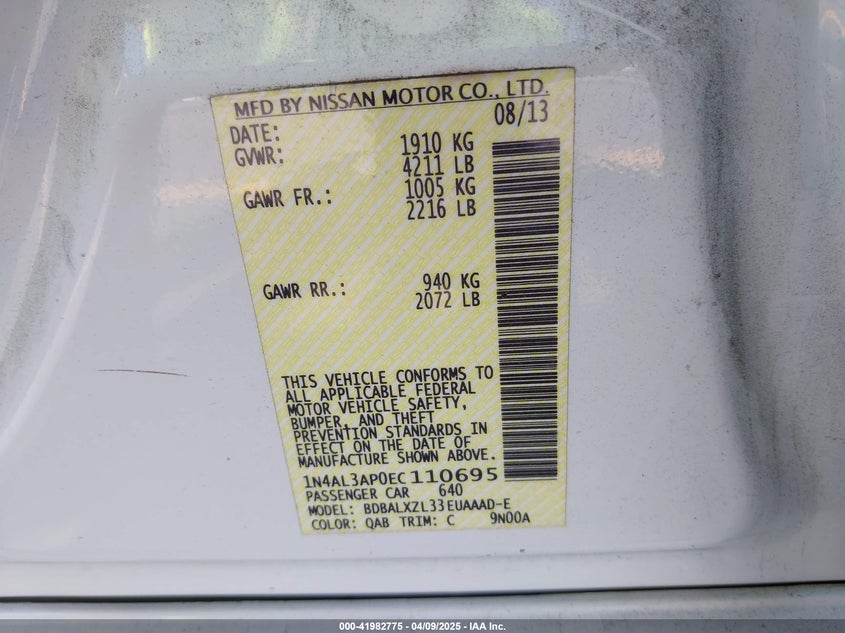 MFD BY NISSAN MOTOR CO., LTD.
DATE: 08/13
GVWR: 1910 KG
4211 LB
GAWR FR.: 1005 KG
2216 LB
GAWR RR.: 940 KG
2072 LB
THIS VEHICLE CONFORMS TO
ALL APPLICABLE FEDERAL
MOTOR VEHICLE SAFETY,
BUMPER, AND THEFT
PREVENTION STANDARDS IN
EFFECT ON THE DATE OF
MANUFACTURE SHOWN ABOVE.
1N4AL3AP0EC110695
PASSENGER CAR 640
MODEL: BDBALXZL33EUAAAD-E
COLOR: QAB TRIM: C 9N00A
000-41982775 | 04/09/2025 - IAA Inc.